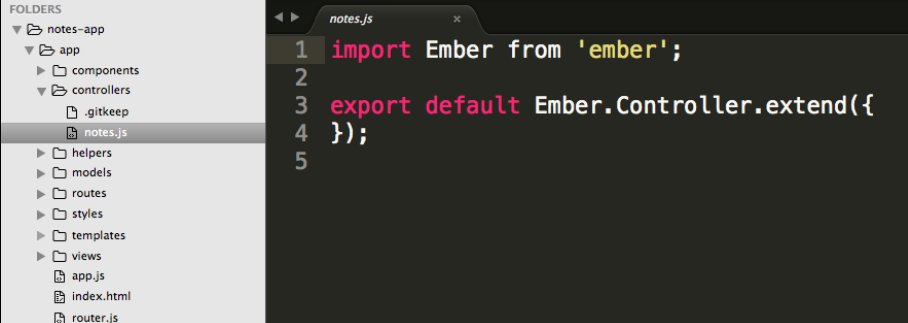 FOLDERS
notes-app
app
components
controllers
.gitkeep
notes.js
helpers
models
routes
styles
templates
views
app.js
index.html
router.js
notes.js ×
1 import Ember from 'ember';
2
3 export default Ember.Controller.extend({
4 });
5